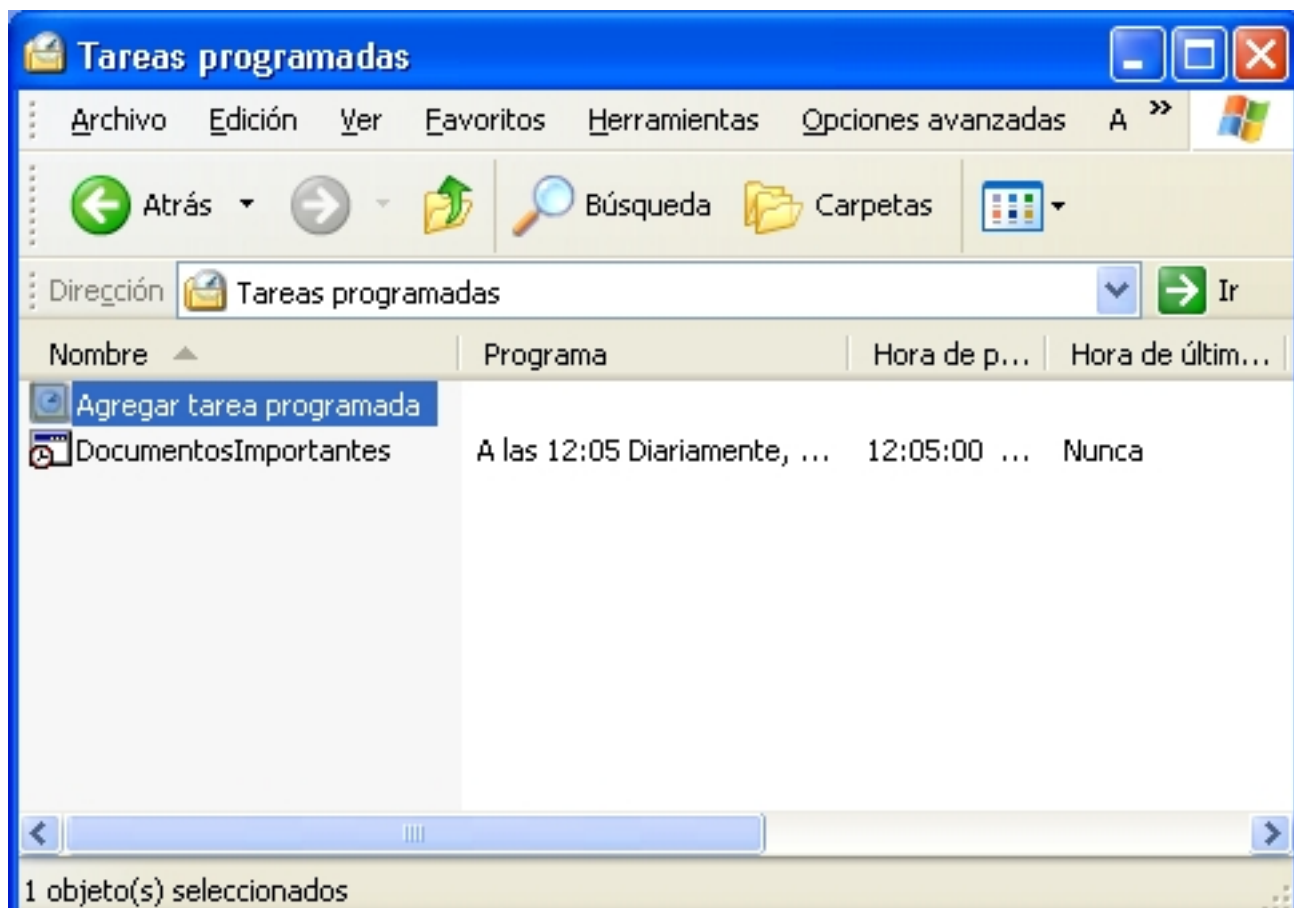 Tareas programadas
Archivo Edición Ver Favoritos Herramientas Opciones avanzadas A »
Atrás Búsqueda Carpetas
Dirección Tareas programadas Ir
Nombre Programa Hora de p... Hora de últim...
Agregar tarea programada
DocumentosImportantes A las 12:05 Diariamente, ... 12:05:00 ... Nunca
1 objeto(s) seleccionados